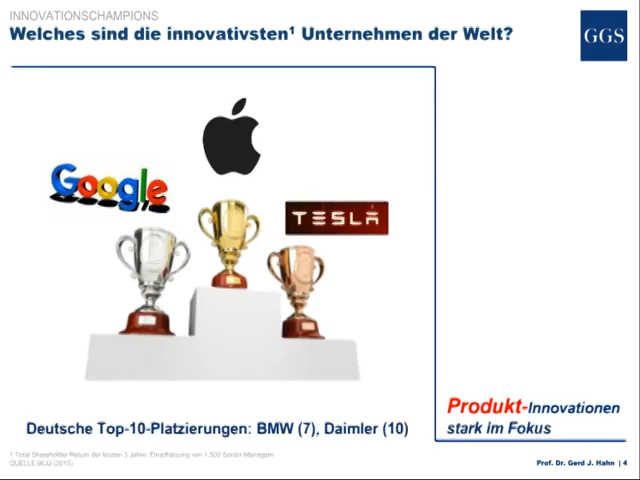 INNOVATIONSCHAMPIONS
Welches sind die innovativsten¹ Unternehmen der Welt?
GGS
Google
TESLA
Deutsche Top-10-Platzierungen: BMW (7), Daimler (10)
Produkt-Innovationen
stark im Fokus
1 Total Shareholder Return der letzten 3 Jahre; Einschätzung von 1.500 Senior-Managern
QUELLE:BCG (2015)
Prof. Dr. Gerd J. Hahn | 4